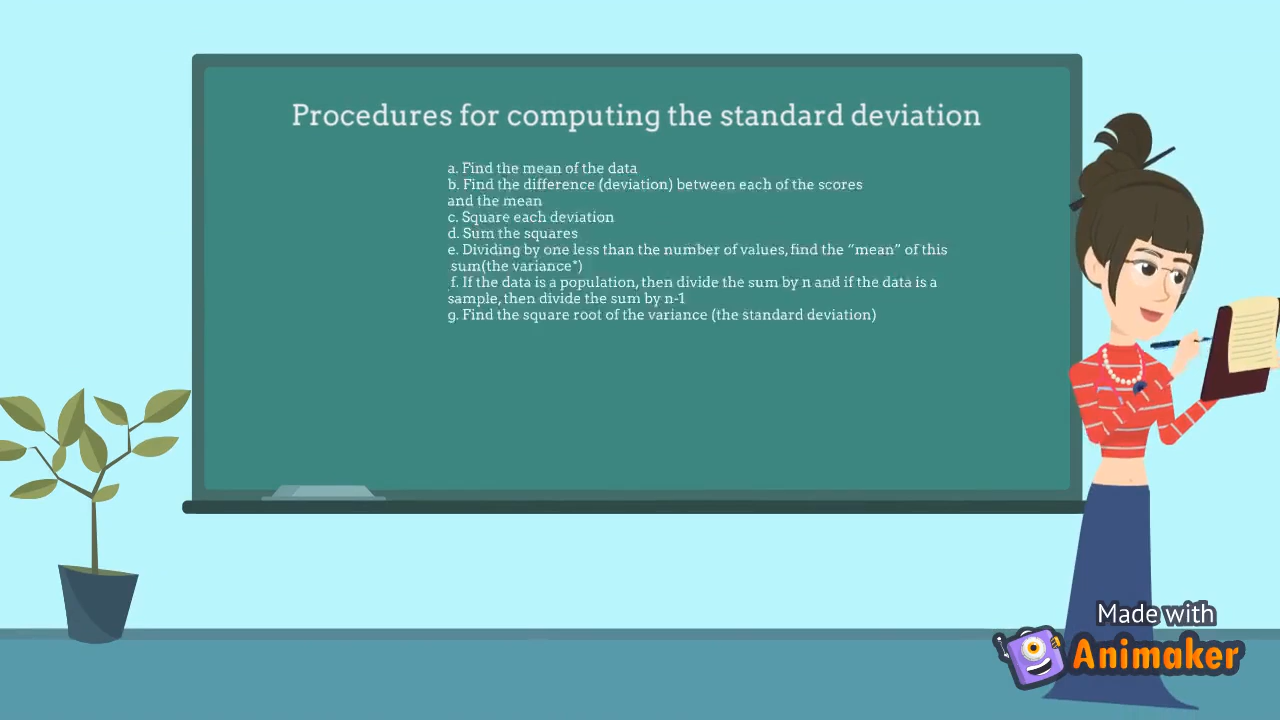 Procedures for computing the standard deviation
a. Find the mean of the data
b. Find the difference (deviation) between each of the scores
and the mean
c. Square each deviation
d. Sum the squares
e. Dividing by one less than the number of values, find the “mean” of this
sum(the variance*)
f. If the data is a population, then divide the sum by n and if the data is a
sample, then divide the sum by n-1
g. Find the square root of the variance (the standard deviation)
Made with
Animaker